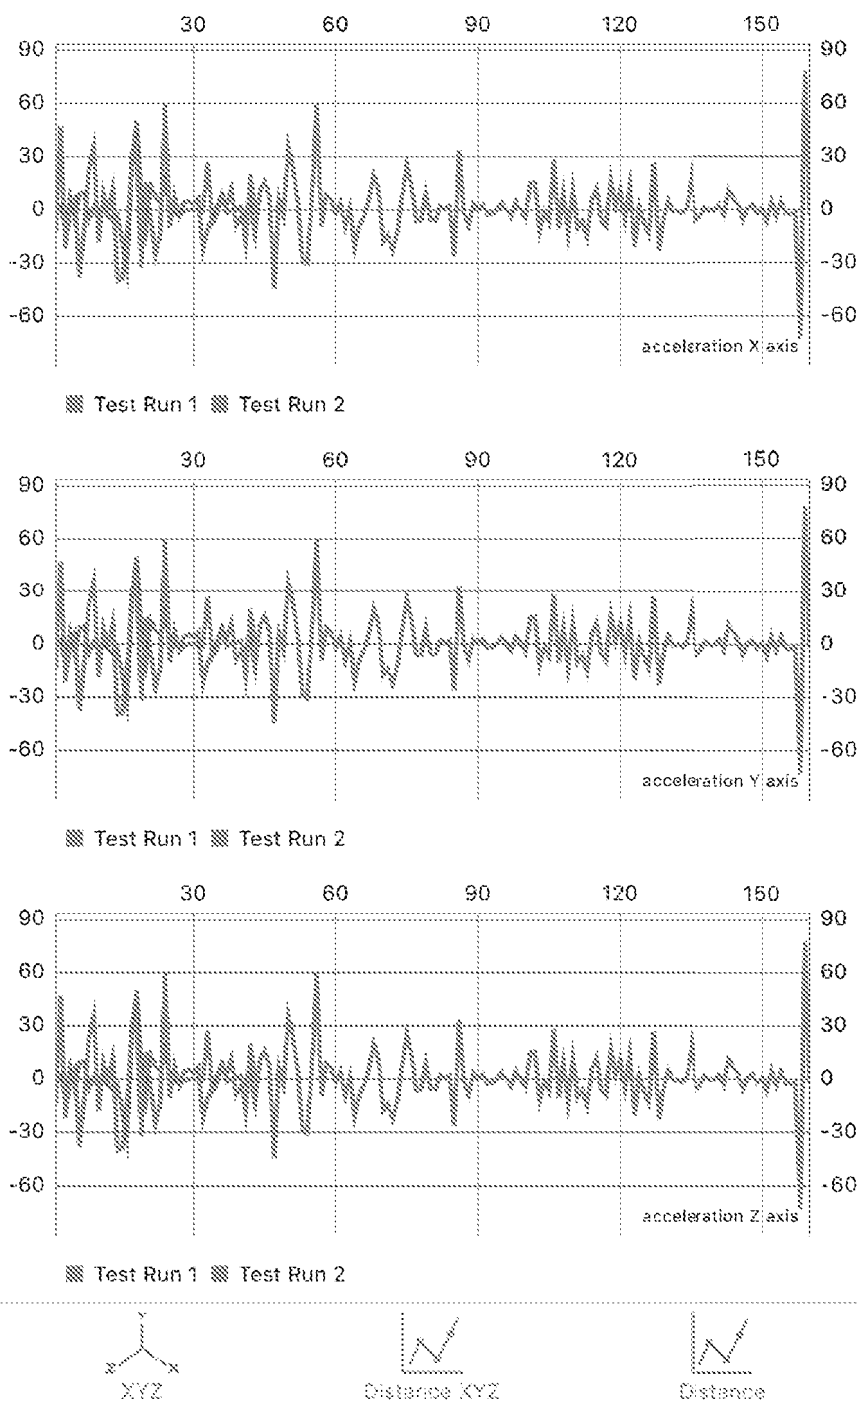 30 60 90 120 150
90 90
60 60
30 30
0 0
-30 -30
-60 -60
acceleration X axis
Test Run 1 Test Run 2
30 60 90 120 150
90 90
60 60
30 30
0 0
-30 -30
-60 -60
acceleration Y axis
Test Run 1 Test Run 2
30 60 90 120 150
90 90
60 60
30 30
0 0
-30 -30
-60 -60
acceleration Z axis
Test Run 1 Test Run 2
Y
Z X
XYZ Distance XYZ Distance